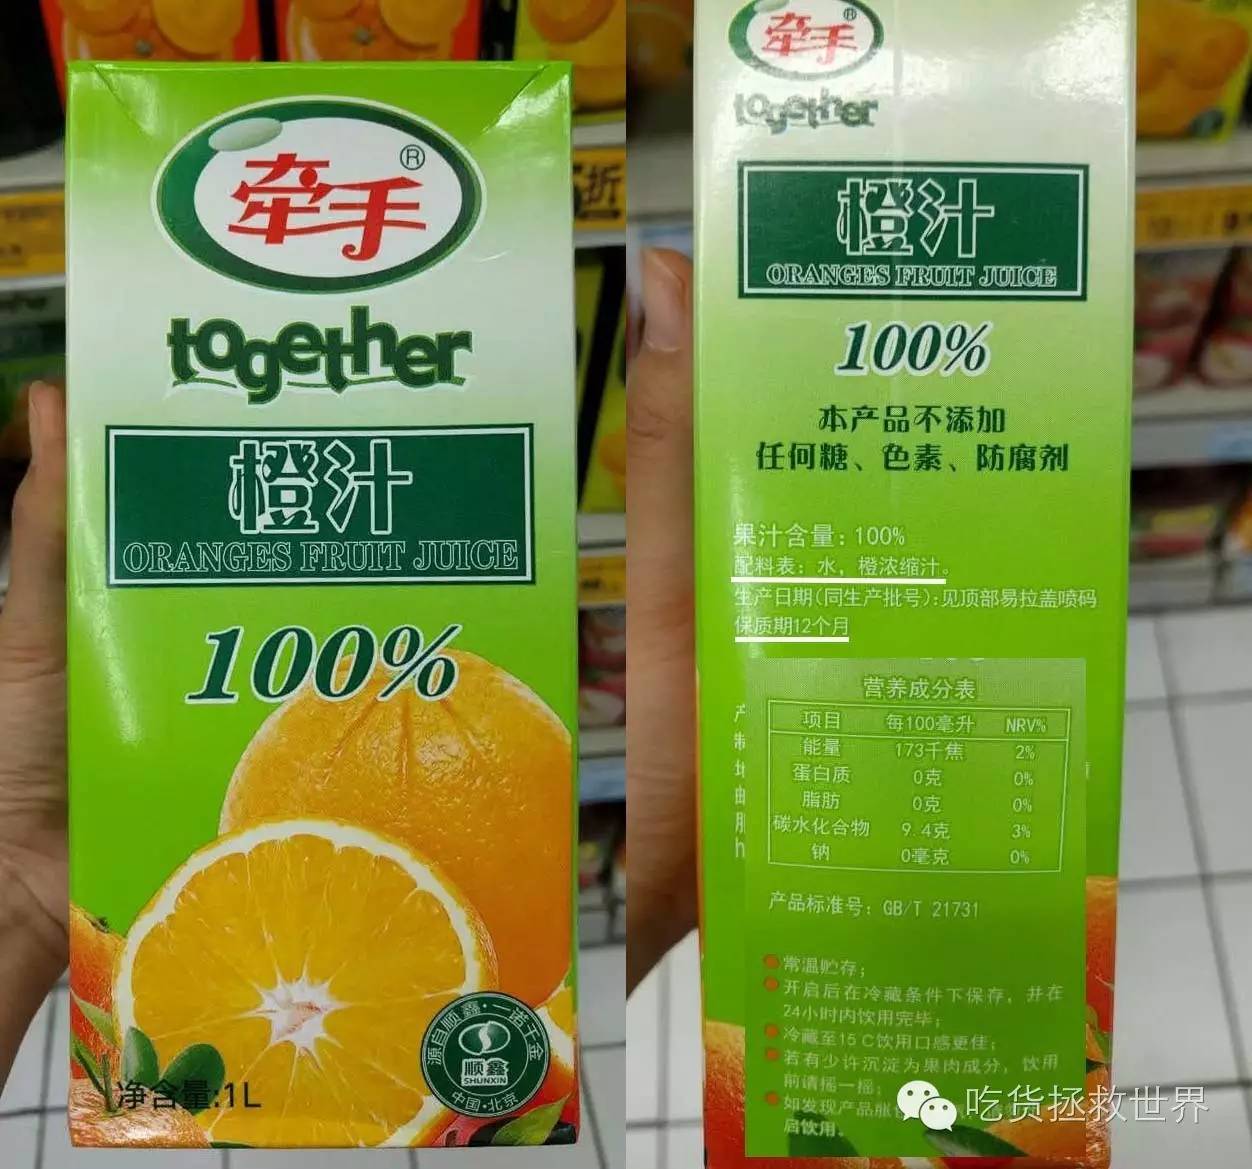 牵手®
together
橙汁
ORANGES FRUIT JUICE
100%
源自顺鑫·一诺千金
顺鑫
SHUNXIN
中国·北京
净含量:1L
折
牵手®
together
橙汁
ORANGES FRUIT JUICE
100%
本产品不添加
任何糖、色素、防腐剂
果汁含量：100%
配料表：水，橙浓缩汁。
生产日期(同生产批号):见顶部易拉盖喷码
保质期12个月
营养成分表
项目 每100毫升 NRV%
能量 173千焦 2%
蛋白质 0克 0%
脂肪 0克 0%
碳水化合物 9.4克 3%
钠 0毫克 0%
产品标准号：GB/T 21731
常温贮存；
开启后在冷藏条件下保存，并在
24小时内饮用完毕；
冷藏至15℃饮用口感更佳；
若有少许沉淀为果肉成分，饮用
前请摇一摇；
如发现产品胀
启饮用。
吃货拯救世界